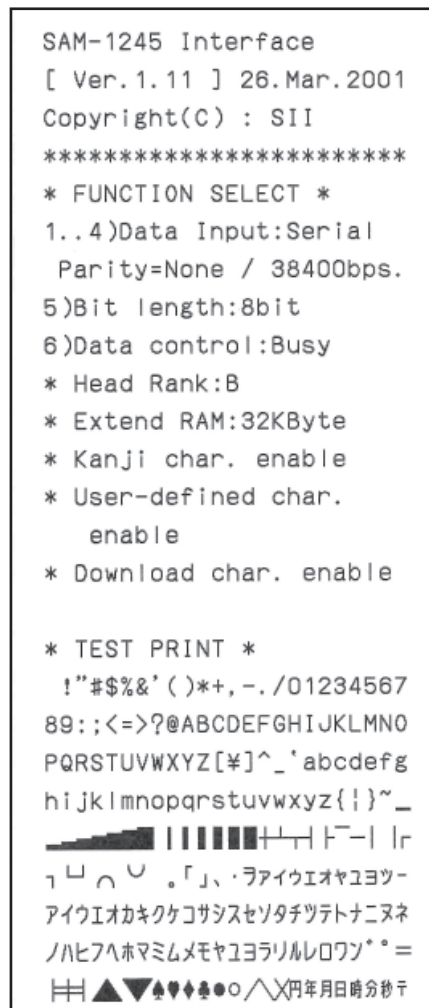 SAM-1245 Interface
[ Ver.1.11 ] 26.Mar.2001
Copyright(C) : SII
************************
* FUNCTION SELECT *
1..4)Data Input:Serial
Parity=None / 38400bps.
5)Bit length:8bit
6)Data control:Busy
* Head Rank:B
* Extend RAM:32KByte
* Kanji char. enable
* User-defined char.
enable
* Download char. enable
* TEST PRINT *
!"#$%&'()*+,-./01234567
89:;<=>?@ABCDEFGHIJKLMNO
PQRSTUVWXYZ[¥]^_`abcdefg
hijklmnopqrstuvwxyz{¦}~_
▁▂▃▄▅▆▇█▏▎▍▌▋▊┼┴┬┤├▔─│▕┌
┐└┘╭╮╰╯。「」、・ヲァィゥェォャュョッー
アイウエオカキクケコサシスセソタチツテトナニヌネ
ノハヒフヘホマミムメモヤユヨラリルレロワン゛゜═
╞╪╡◢◣◥◤♠♥♦♣●○╱╲╳円年月日時分秒〒